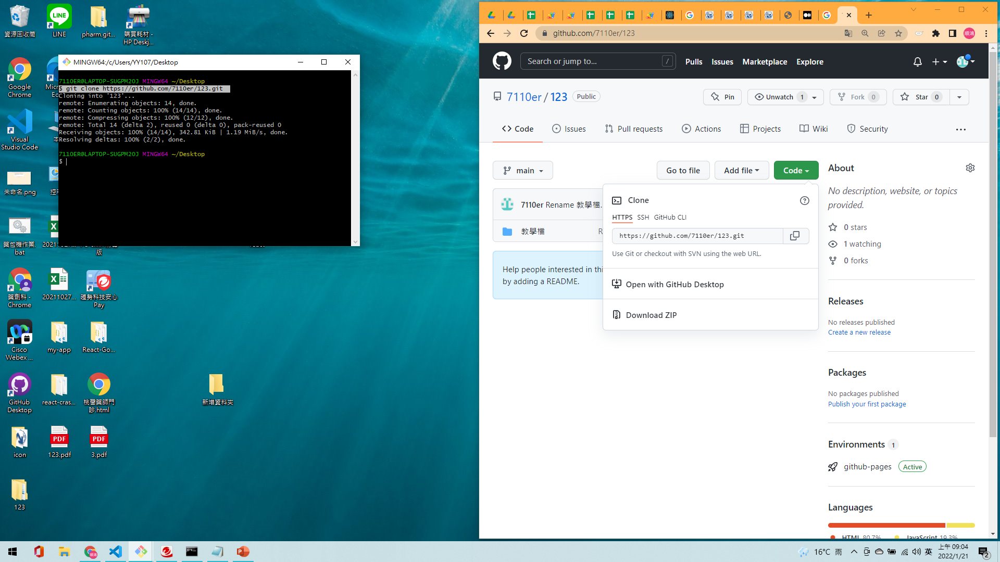 資源回收筒
LINE
pharm.git...
購買耗材 -
HP Deskj...
Google
Chrome
Micr
Ed
Visual
Studio Code
本
未命名.png
控
藥包機作業.
bat
2021102
版
藥劑科 -
Chrome
20211027...
趨勢科技安心
Pay
Cisco
Webex ...
my-app
React-Go...
GitHub
Desktop
react-cras...
桃醫藥師門
診.html
新增資料夾
icon
123.pdf
3.pdf
123
MINGW64:/c/Users/YY107/Desktop
7110ER@LAPTOP-SUGPM2OJ MINGW64 ~/Desktop
$ git clone https://github.com/7110er/123.git
Cloning into '123'...
remote: Enumerating objects: 14, done.
remote: Counting objects: 100% (14/14), done.
remote: Compressing objects: 100% (12/12), done.
remote: Total 14 (delta 2), reused 0 (delta 0), pack-reused 0
Receiving objects: 100% (14/14), 342.81 KiB | 1.19 MiB/s, done.
Resolving deltas: 100% (2/2), done.
7110ER@LAPTOP-SUGPM2OJ MINGW64 ~/Desktop
$
github.com/7110er/123
順鴻
Search or jump to... /
Pulls Issues Marketplace Explore
7110er / 123 Public
Pin Unwatch 1 Fork 0 Star 0
Code Issues Pull requests Actions Projects Wiki Security
main Go to file Add file Code
7110er Rename 教學檔.
教學檔 R
Help people interested in thi
by adding a README.
Clone
HTTPS SSH GitHub CLI
https://github.com/7110er/123.git
Use Git or checkout with SVN using the web URL.
Open with GitHub Desktop
Download ZIP
About
No description, website, or topics
provided.
0 stars
1 watching
0 forks
Releases
No releases published
Create a new release
Packages
No packages published
Publish your first package
Environments 1
github-pages Active
Languages
HTML 80.7% JavaScript 19.3%
16°C 雨
英
上午 09:04
2022/1/21
2